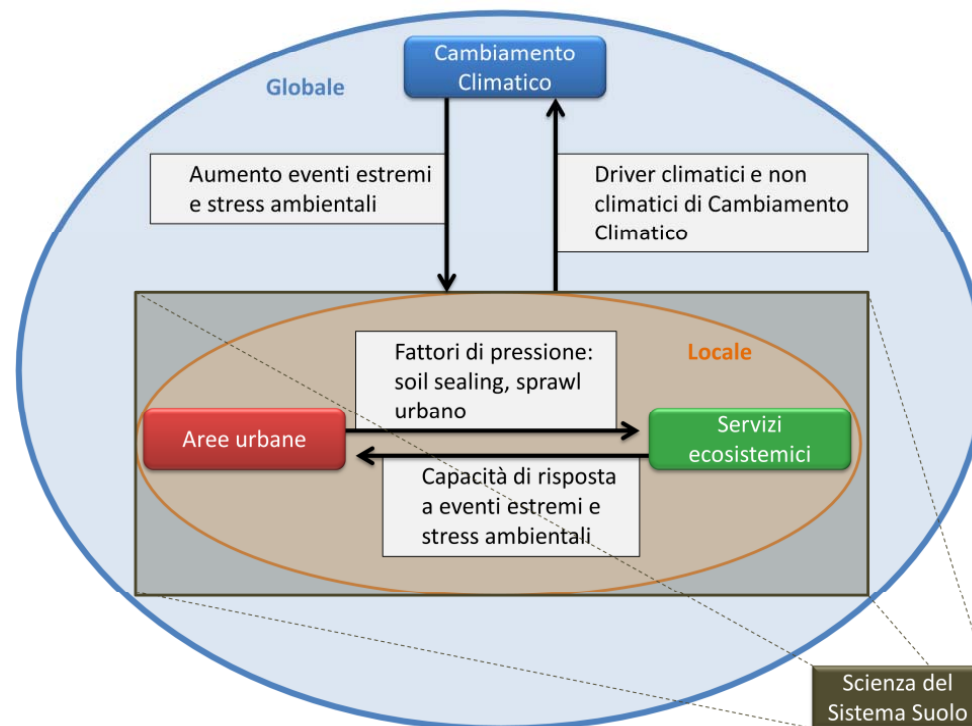 Cambiamento
Climatico
Globale
Aumento eventi estremi
e stress ambientali
Driver climatici e non
climatici di Cambiamento
Climatico
Fattori di pressione:
soil sealing, sprawl
urbano
Locale
Aree urbane
Servizi
ecosistemici
Capacità di risposta
a eventi estremi e
stress ambientali
Scienza del
Sistema Suolo